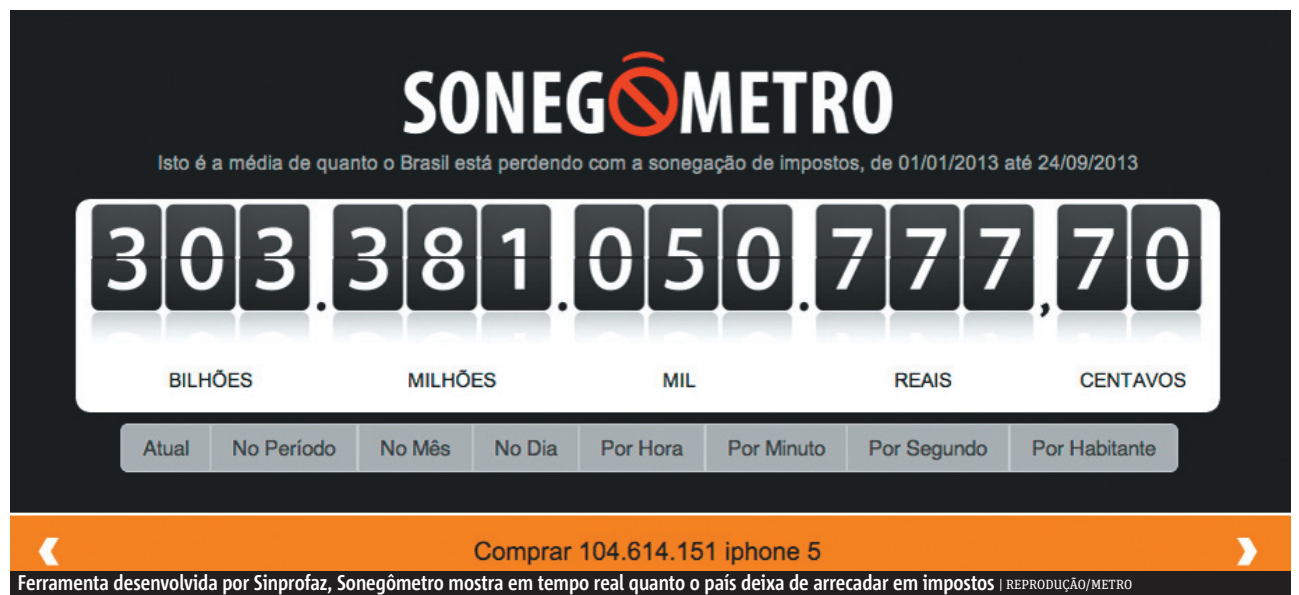 SONEGÔMETRO
Isto é a média de quanto o Brasil está perdendo com a sonegação de impostos, de 01/01/2013 até 24/09/2013
303.381.050.777,70
BILHÕES MILHÕES MIL REAIS CENTAVOS
Atual No Período No Mês No Dia Por Hora Por Minuto Por Segundo Por Habitante
Comprar 104.614.151 iphone 5
Ferramenta desenvolvida por Sinprofaz, Sonegômetro mostra em tempo real quanto o país deixa de arrecadar em impostos | REPRODUÇÃO/METRO